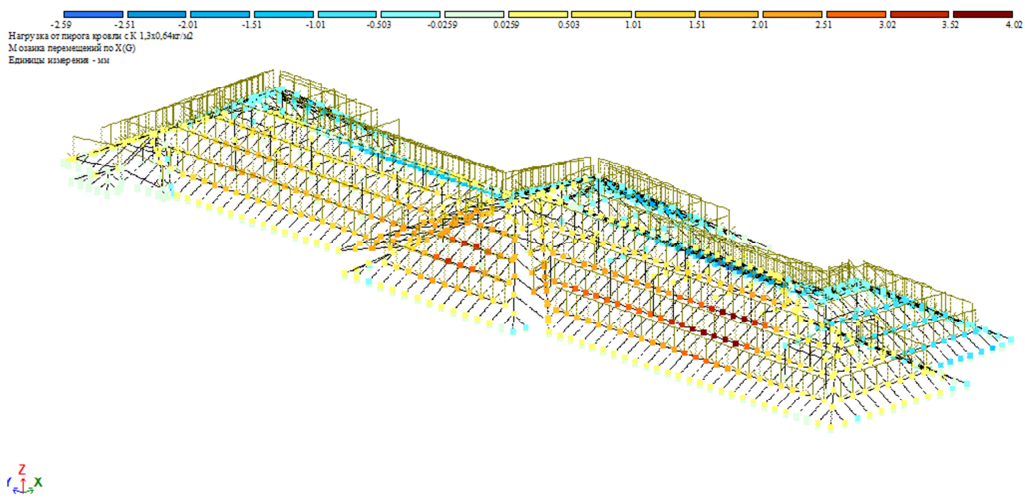 -2.59 -2.51 -2.01 -1.51 -1.01 -0.503 -0.0259 0.0259 0.503 1.01 1.51 2.01 2.51 3.02 3.52 4.02
Нагрузка от пирога кровли с К 1,3х0,64кг/м2
Мозаика перемещений по X(G)
Единицы измерения - мм
Z
Y X